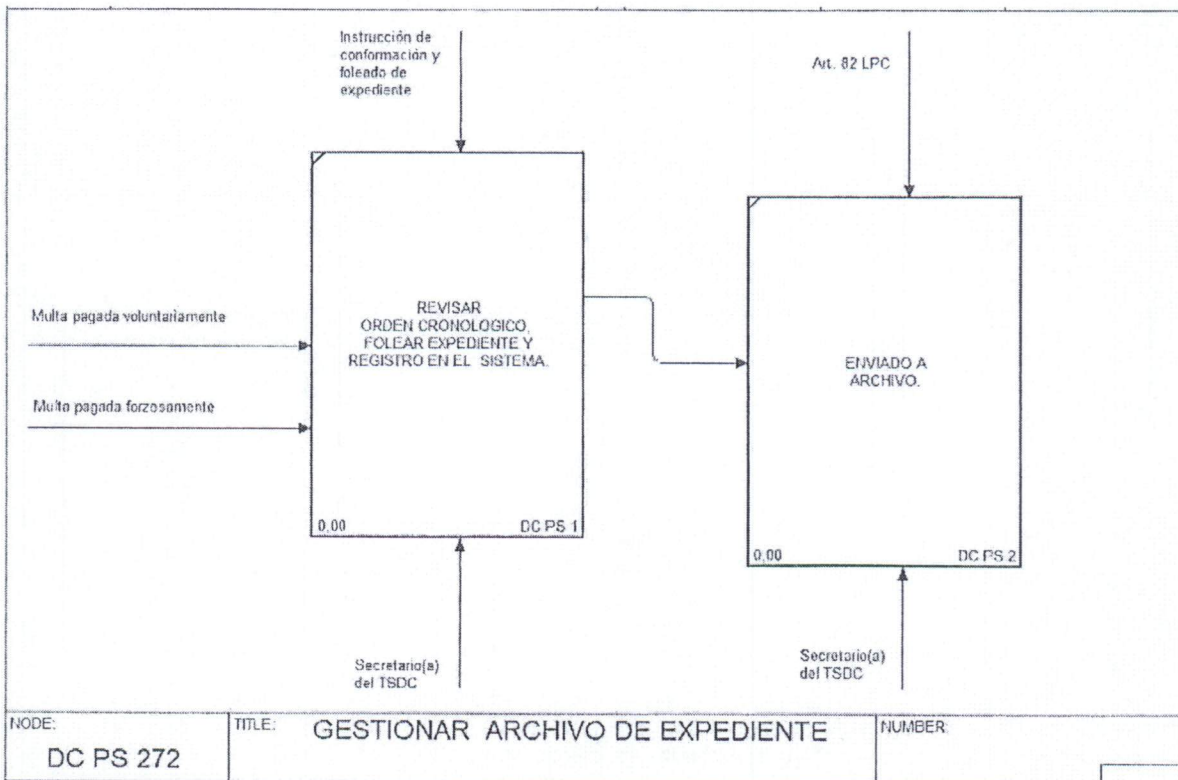 Instrucción de
conformación y
foleado de
expediente
Art. 82 LPC
Multa pagada voluntariamente
Multa pagada forzosamente
REVISAR
ORDEN CRONOLOGICO,
FOLEAR EXPEDIENTE Y
REGISTRO EN EL SISTEMA.
0,00
DC PS 1
ENVIADO A
ARCHIVO.
0,00
DC PS 2
Secretario(a)
del TSDC
Secretario(a)
del TSDC
NODE:
DC PS 272
TITLE:
GESTIONAR ARCHIVO DE EXPEDIENTE
NUMBER: